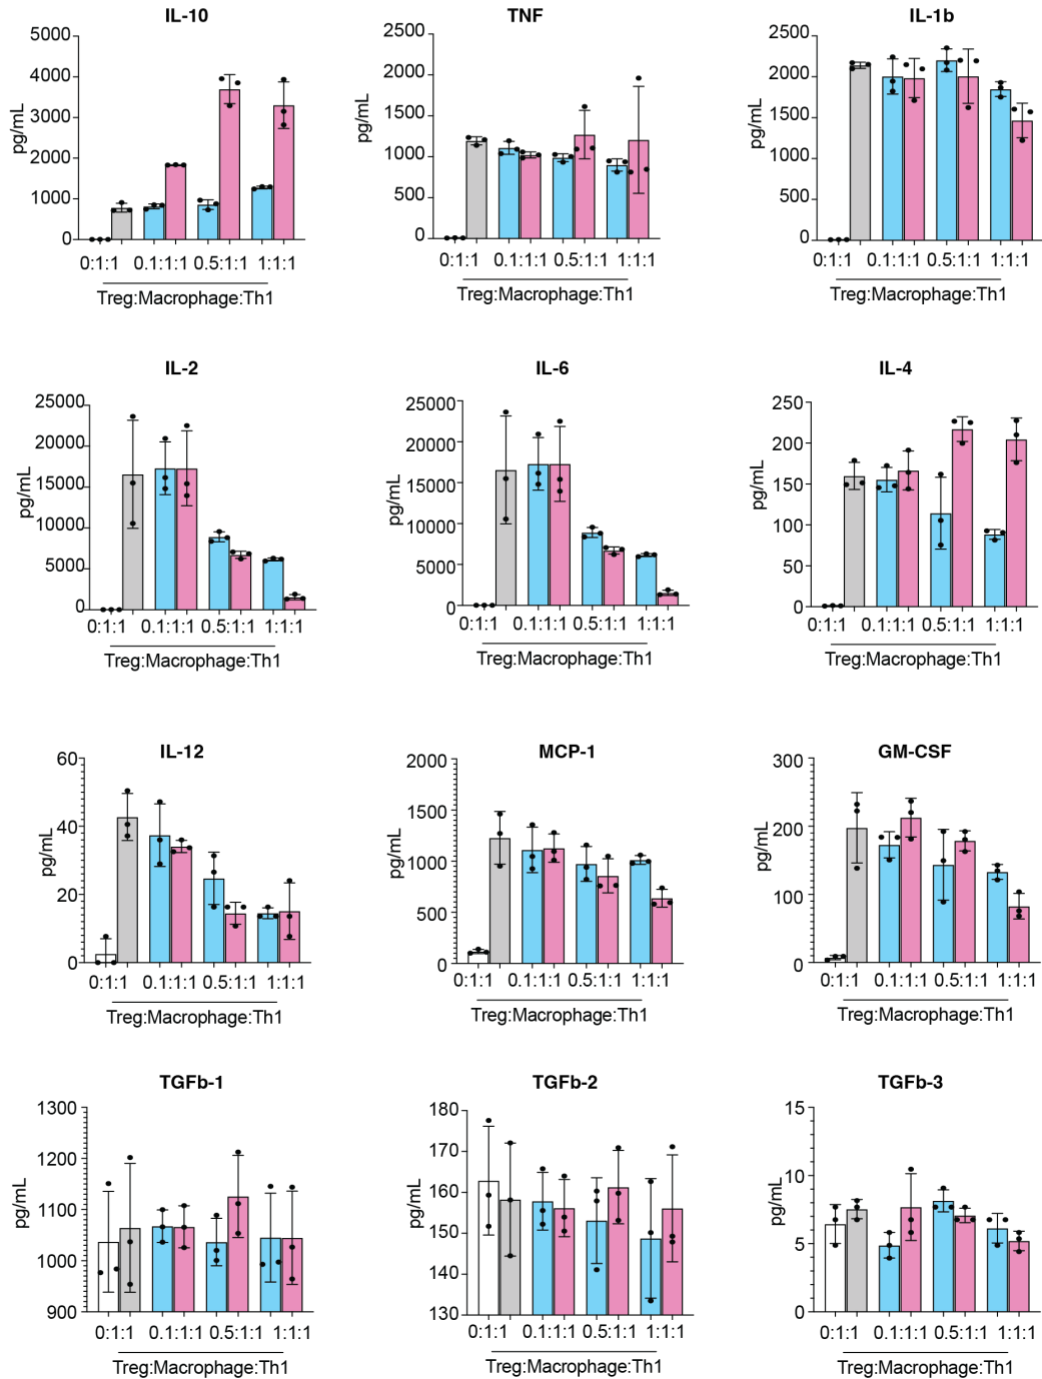 IL-10
5000
4000
3000
2000
1000
0
pg/mL
0:1:1 0.1:1:1 0.5:1:1 1:1:1
Treg:Macrophage:Th1
TNF
2500
2000
1500
1000
500
0
pg/mL
0:1:1 0.1:1:1 0.5:1:1 1:1:1
Treg:Macrophage:Th1
IL-1b
2500
2000
1500
1000
500
0
pg/mL
0:1:1 0.1:1:1 0.5:1:1 1:1:1
Treg:Macrophage:Th1
IL-2
25000
20000
15000
10000
5000
0
pg/mL
0:1:1 0.1:1:1 0.5:1:1 1:1:1
Treg:Macrophage:Th1
IL-6
25000
20000
15000
10000
5000
0
pg/mL
0:1:1 0.1:1:1 0.5:1:1 1:1:1
Treg:Macrophage:Th1
IL-4
250
200
150
100
50
0
pg/mL
0:1:1 0.1:1:1 0.5:1:1 1:1:1
Treg:Macrophage:Th1
IL-12
60
40
20
0
pg/mL
0:1:1 0.1:1:1 0.5:1:1 1:1:1
Treg:Macrophage:Th1
MCP-1
2000
1500
1000
500
0
pg/mL
0:1:1 0.1:1:1 0.5:1:1 1:1:1
Treg:Macrophage:Th1
GM-CSF
300
200
100
0
pg/mL
0:1:1 0.1:1:1 0.5:1:1 1:1:1
Treg:Macrophage:Th1
TGFb-1
1300
1200
1100
1000
900
pg/mL
0:1:1 0.1:1:1 0.5:1:1 1:1:1
Treg:Macrophage:Th1
TGFb-2
180
170
160
150
140
130
pg/mL
0:1:1 0.1:1:1 0.5:1:1 1:1:1
Treg:Macrophage:Th1
TGFb-3
15
10
5
0
pg/mL
0:1:1 0.1:1:1 0.5:1:1 1:1:1
Treg:Macrophage:Th1